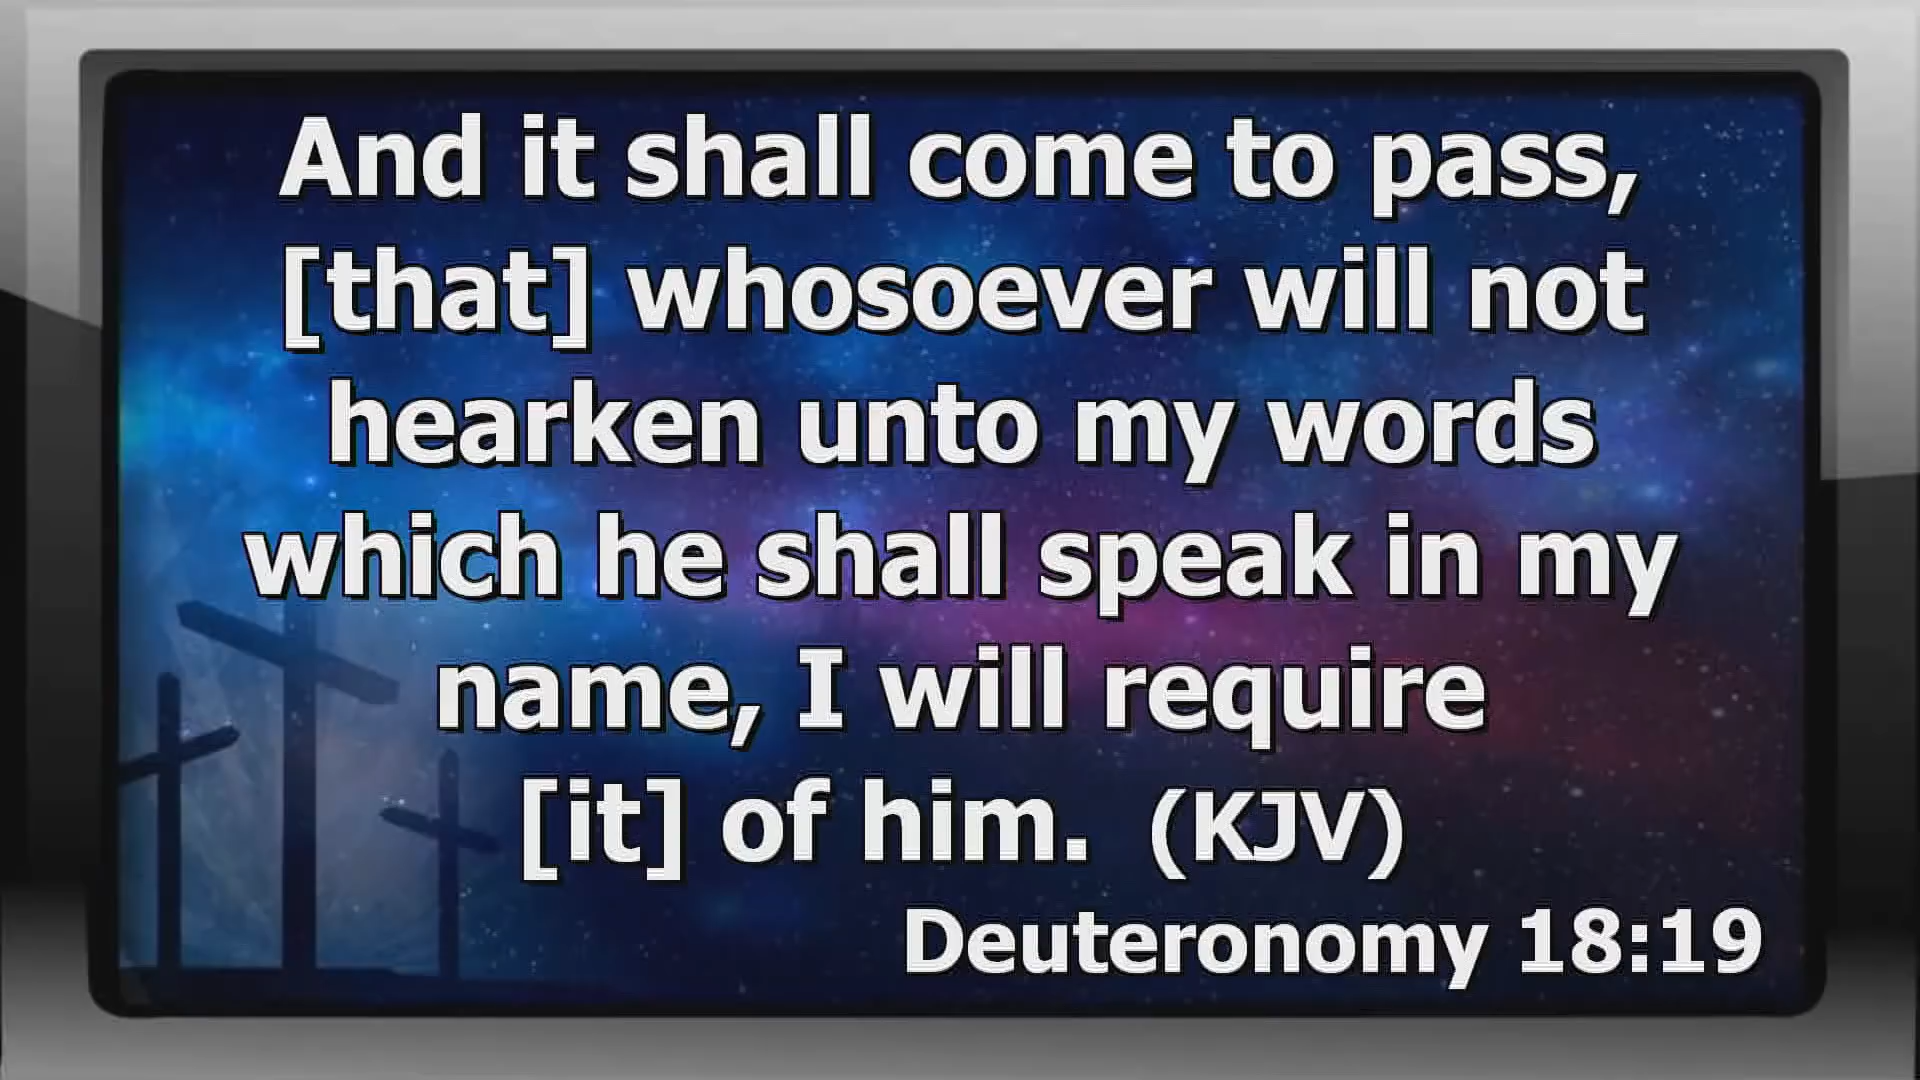 And it shall come to pass,
[that] whosoever will not
hearken unto my words
which he shall speak in my
name, I will require
[it] of him.  (KJV)
Deuteronomy 18:19